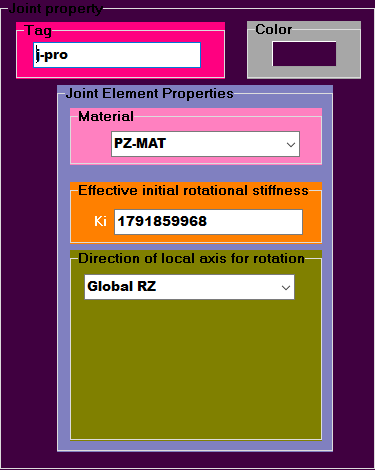 Joint property
Tag
Color
j-pro
Joint Element Properties
Material
PZ-MAT
Effective initial rotational stiffness
Ki 1791859968
Direction of local axis for rotation
Global RZ